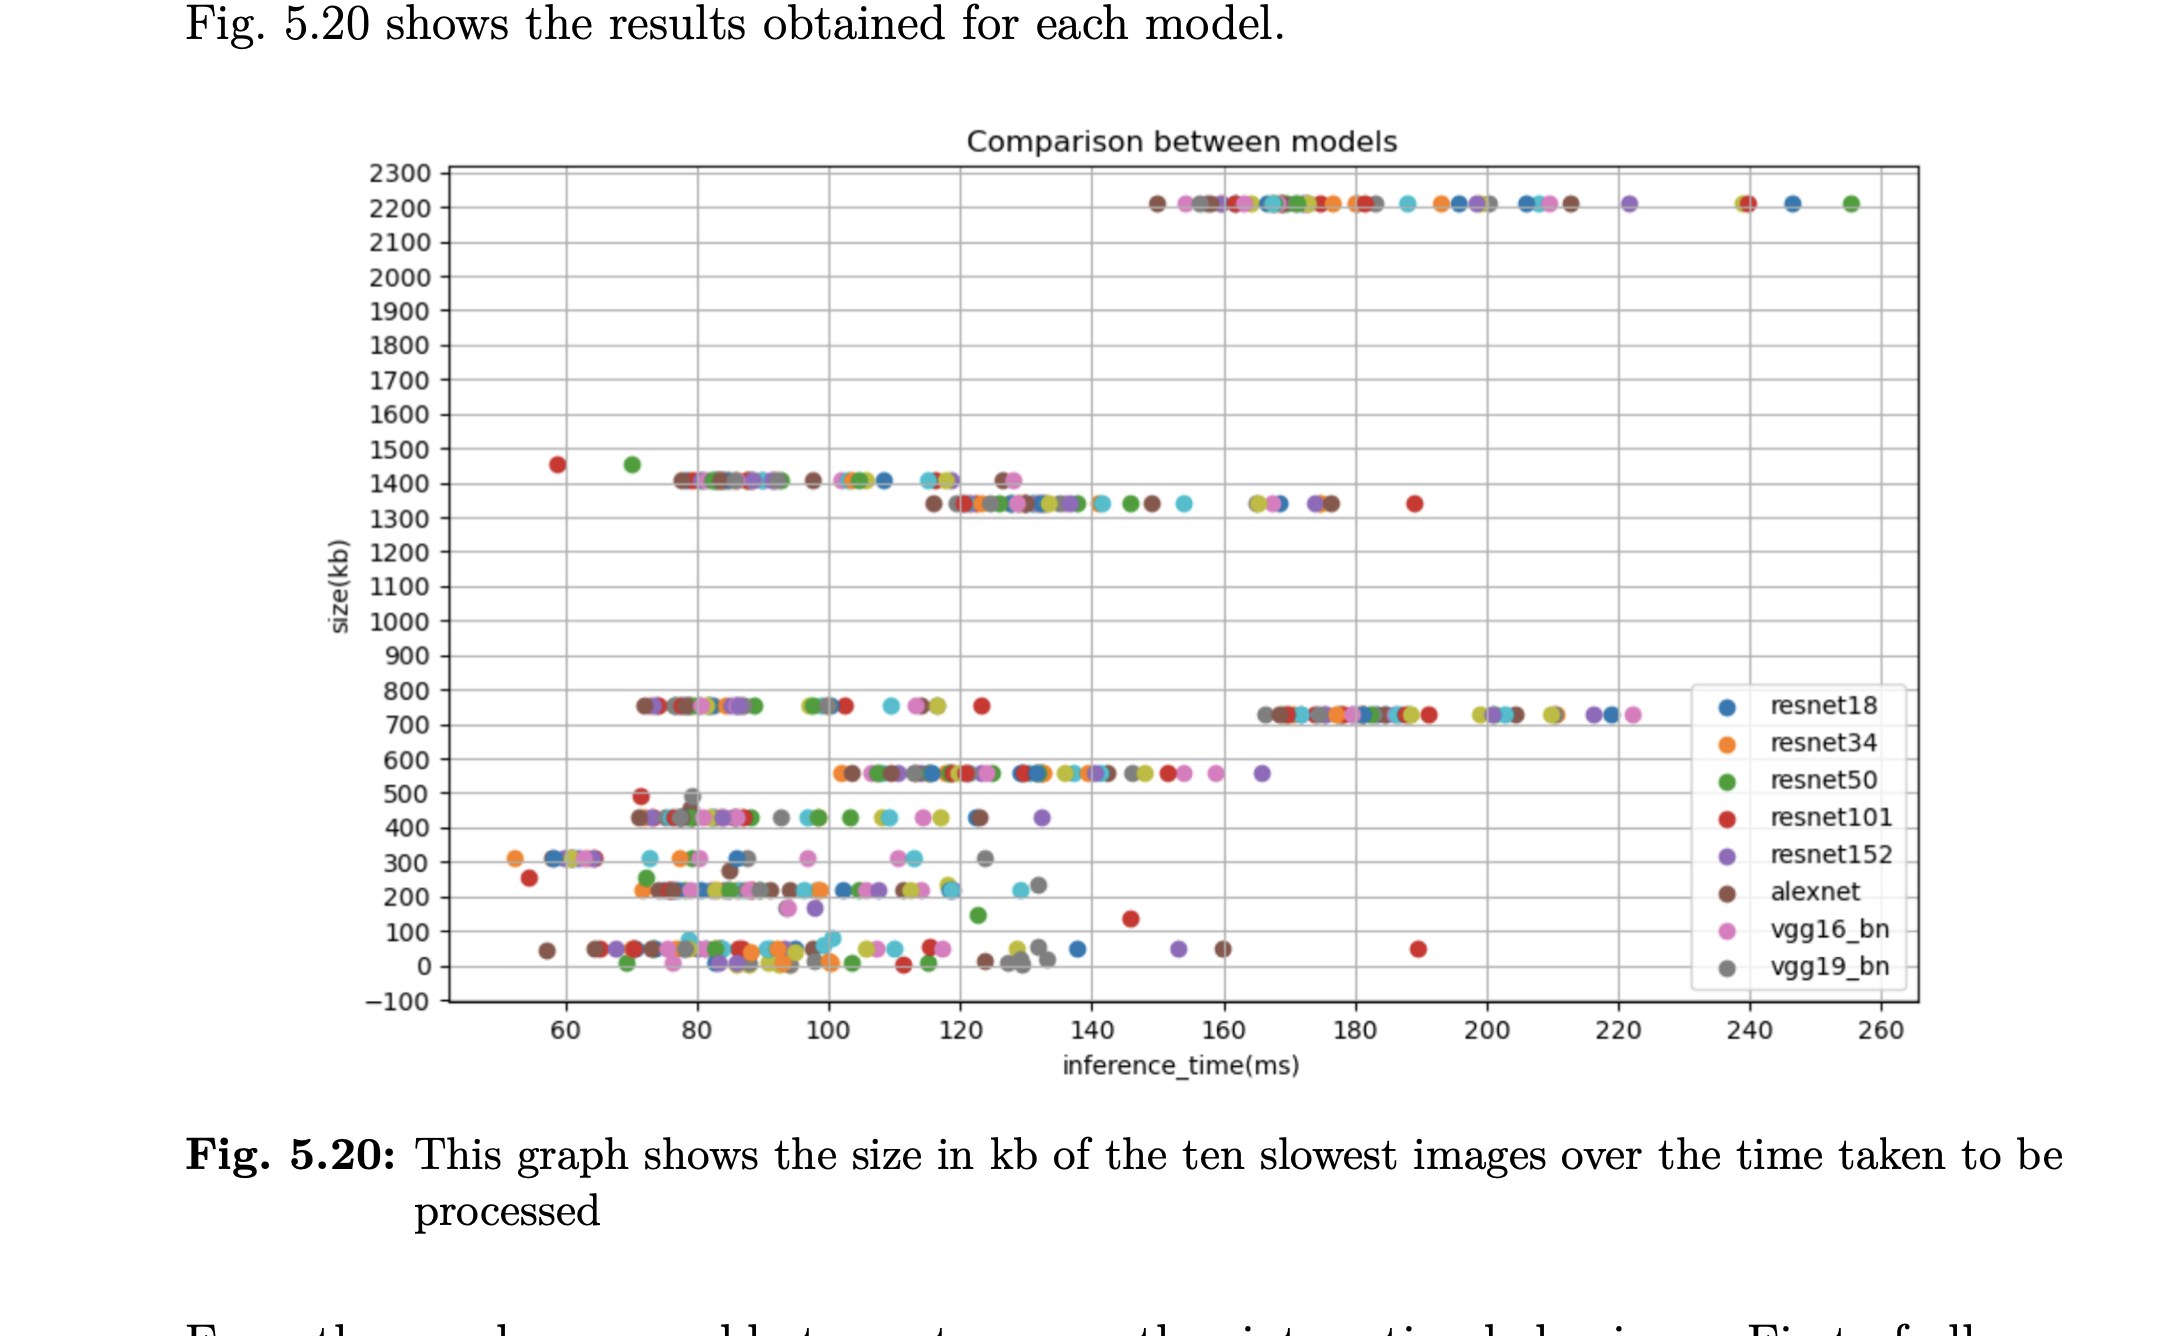 Fig. 5.20 shows the results obtained for each model.
Comparison between models
2300
2200
2100
2000
1900
1800
1700
1600
1500
1400
1300
1200
1100
1000
900
800
700
600
500
400
300
200
100
0
−100
size(kb)
60 80 100 120 140 160 180 200 220 240 260
inference_time(ms)
resnet18
resnet34
resnet50
resnet101
resnet152
alexnet
vgg16_bn
vgg19_bn
Fig. 5.20: This graph shows the size in kb of the ten slowest images over the time taken to be
processed